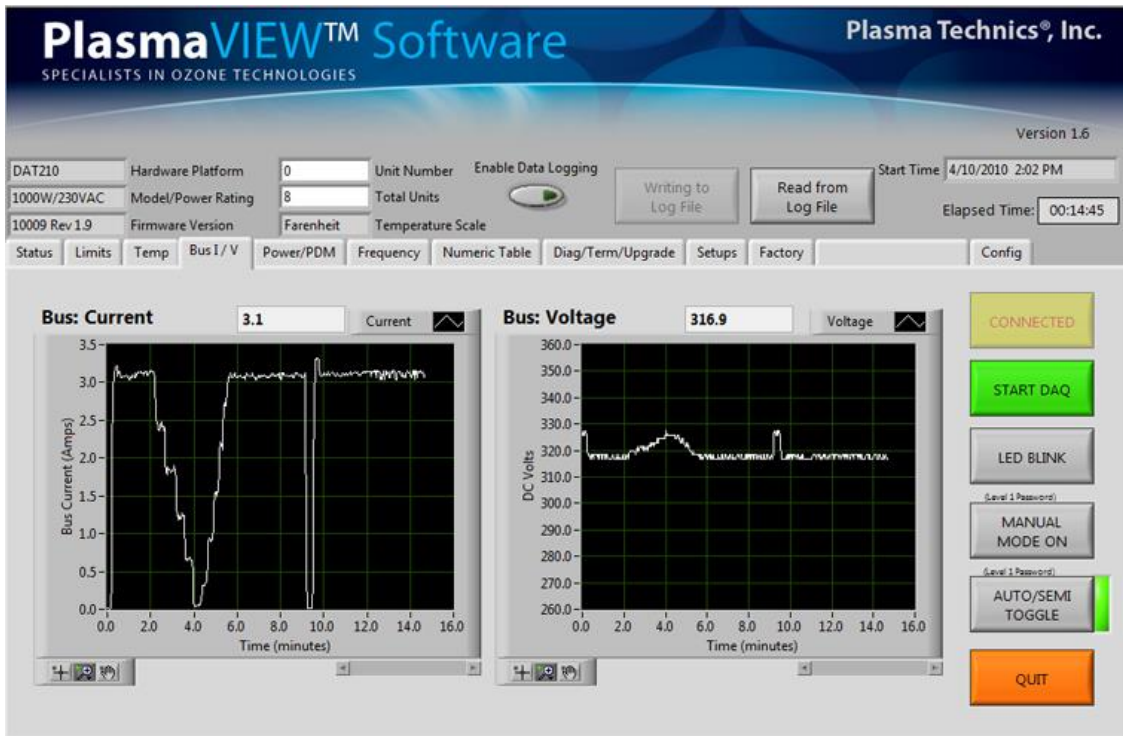 PlasmaVIEW™ Software
SPECIALISTS IN OZONE TECHNOLOGIES
Plasma Technics®, Inc.
Version 1.6
DAT210 Hardware Platform 0 Unit Number Enable Data Logging Start Time 4/10/2010 2:02 PM
1000W/230VAC Model/Power Rating 8 Total Units
Writing to
Log File
Read from
Log File
Elapsed Time: 00:14:45
10009 Rev 1.9 Firmware Version Farenheit Temperature Scale
Status Limits Temp Bus I / V Power/PDM Frequency Numeric Table Diag/Term/Upgrade Setups Factory Config
Bus: Current 3.1 Current
3.5
3.0
2.5
2.0
1.5
1.0
0.5
0.0
Bus Current (Amps)
0.0 2.0 4.0 6.0 8.0 10.0 12.0 14.0 16.0
Time (minutes)
Bus: Voltage 316.9 Voltage
360.0
350.0
340.0
330.0
320.0
310.0
300.0
290.0
280.0
270.0
260.0
DC Volts
0.0 2.0 4.0 6.0 8.0 10.0 12.0 14.0 16.0
Time (minutes)
CONNECTED
START DAQ
LED BLINK
(Level 1 Password)
MANUAL
MODE ON
(Level 1 Password)
AUTO/SEMI
TOGGLE
QUIT